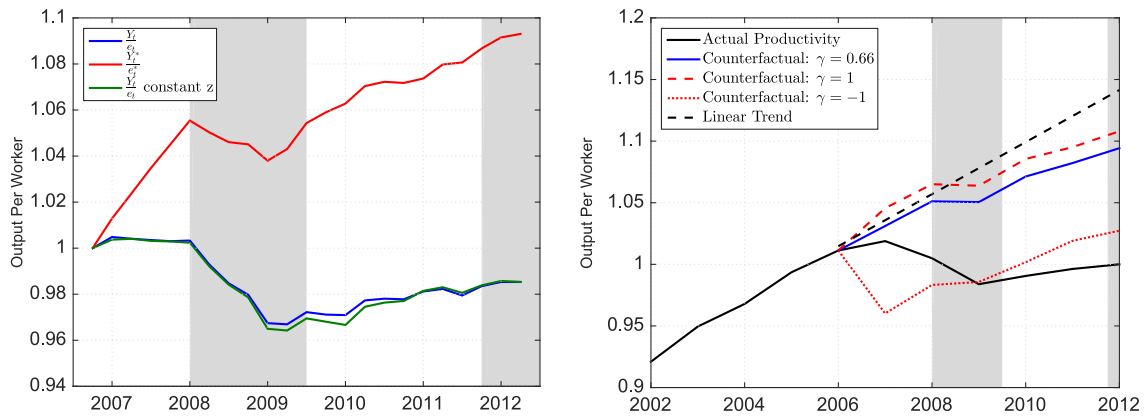 1.1
1.08
1.06
1.04
1.02
1
0.98
0.96
0.94
Output Per Worker
2007 2008 2009 2010 2011 2012
Y_t/e_t
Y_t^*/e_t^*
Y_t/e_t constant z
1.2
1.15
1.1
1.05
1
0.95
0.9
Output Per Worker
2002 2004 2006 2008 2010 2012
Actual Productivity
Counterfactual: γ = 0.66
Counterfactual: γ = 1
Counterfactual: γ = −1
Linear Trend